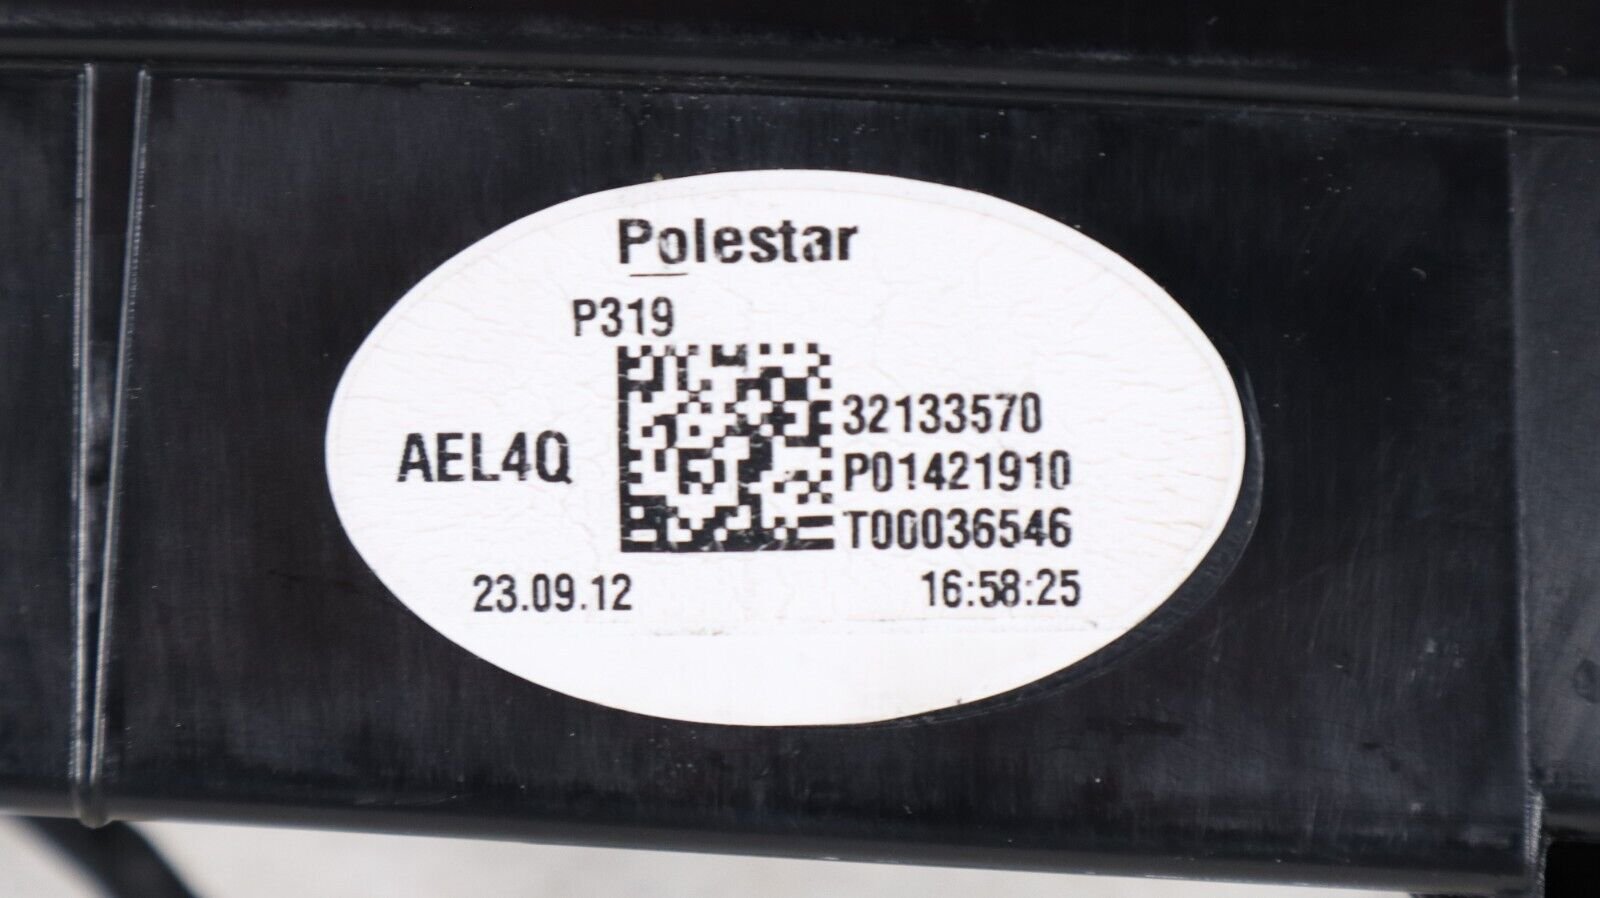 Polestar
P319
AEL4Q
32133570
P01421910
T00036546
23.09.12 16:58:25